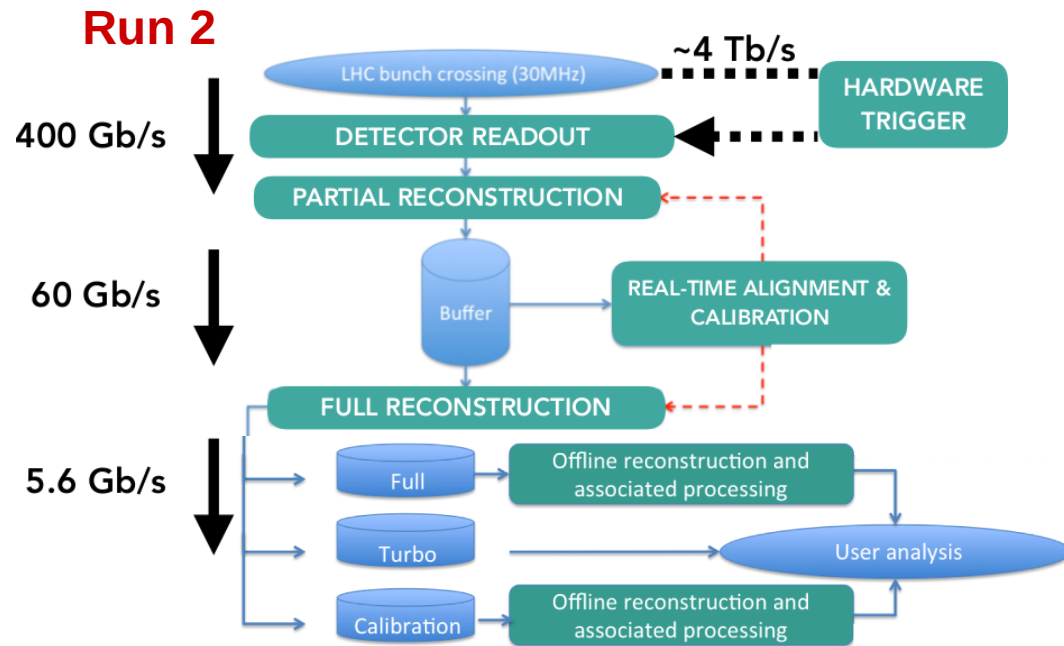 Run 2
LHC bunch crossing (30MHz)
~4 Tb/s
HARDWARE
TRIGGER
400 Gb/s
DETECTOR READOUT
PARTIAL RECONSTRUCTION
60 Gb/s
Buffer
REAL-TIME ALIGNMENT &
CALIBRATION
FULL RECONSTRUCTION
5.6 Gb/s
Full
Offline reconstruction and
associated processing
Turbo
User analysis
Calibration
Offline reconstruction and
associated processing